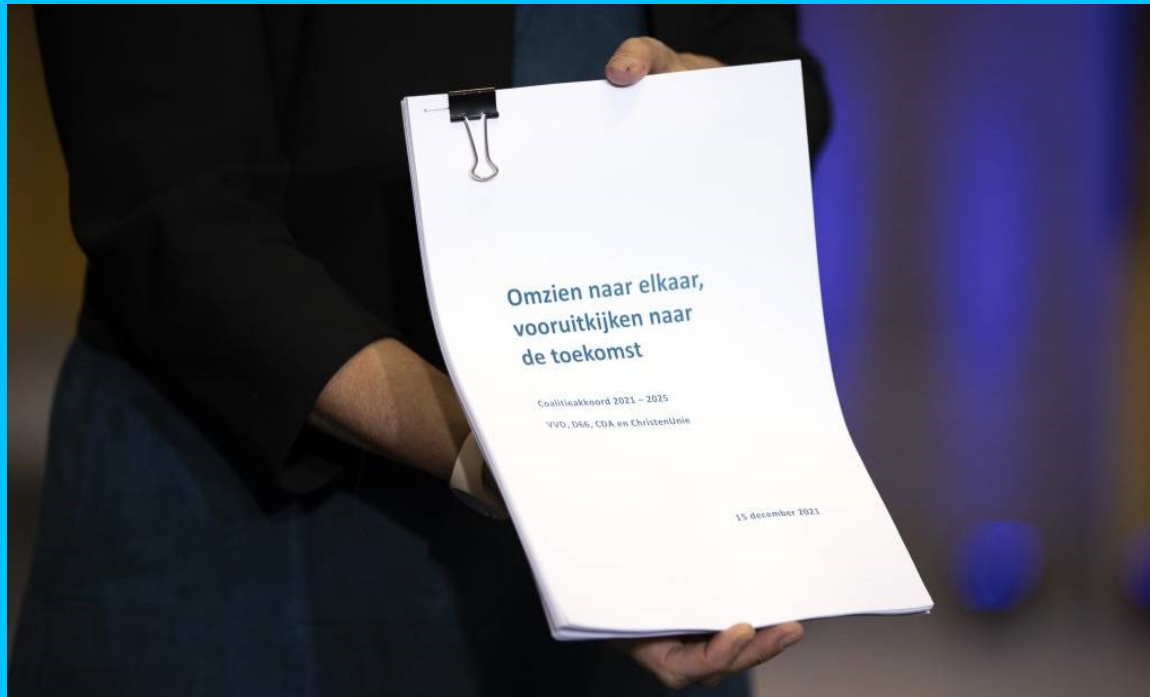 Omzien naar elkaar,
vooruitkijken naar
de toekomst
Coalitieakkoord 2021 – 2025
VVD, D66, CDA en ChristenUnie
15 december 2021